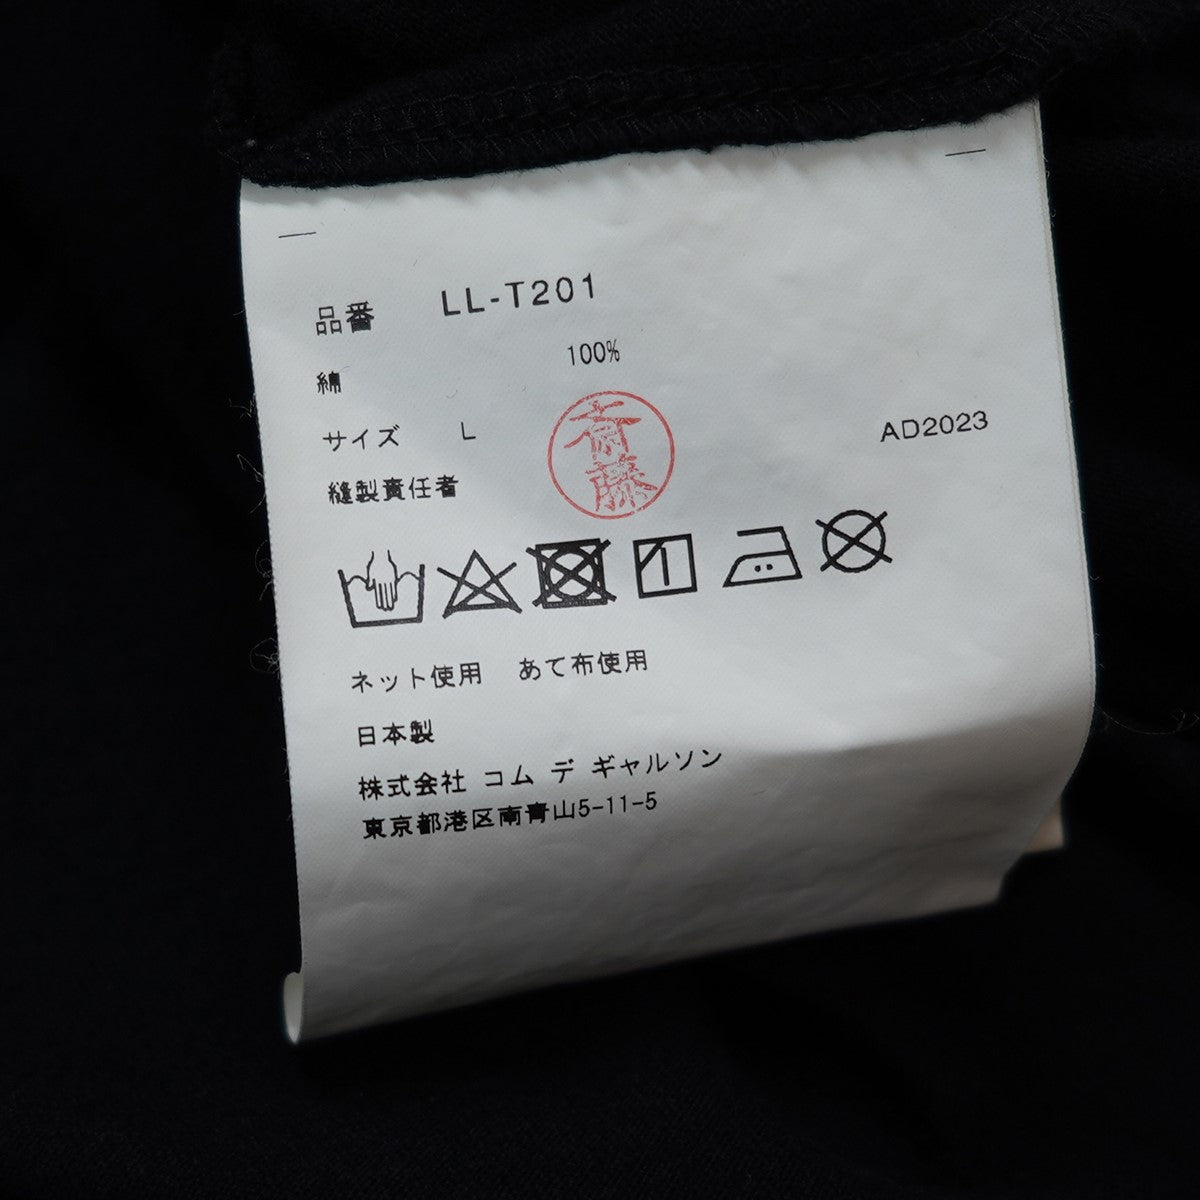 品番 LL-T201
綿 100%
サイズ L AD2023
縫製責任者 斉藤
ネット使用 あて布使用
日本製
株式会社 コム デ ギャルソン
東京都港区南青山5-11-5